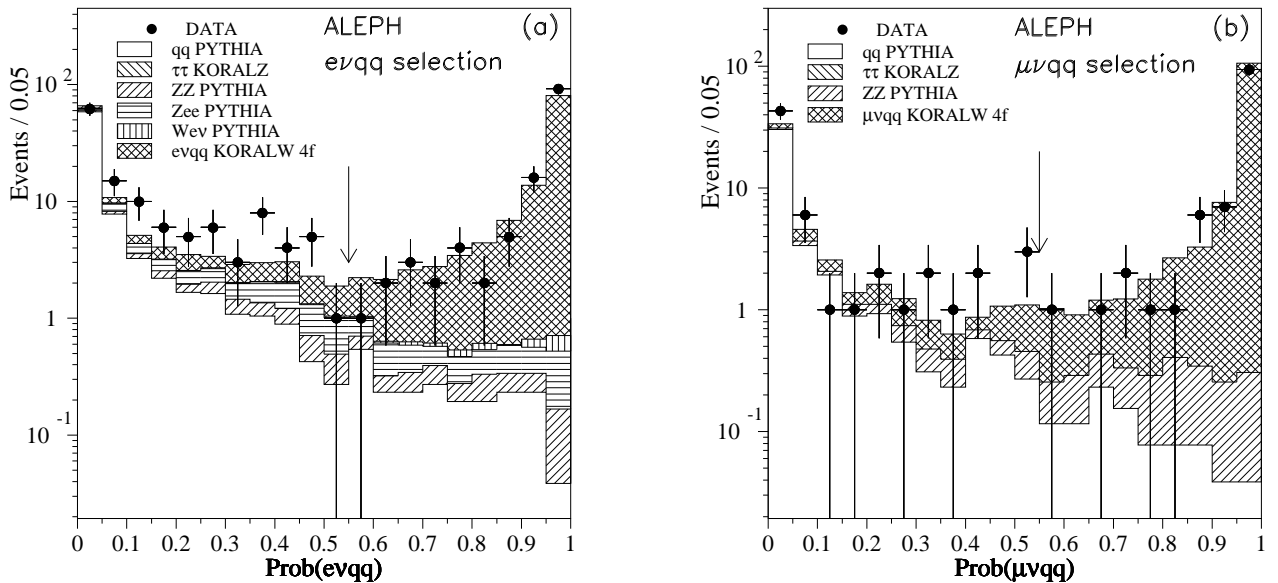 DATA
ALEPH
(a)
qq PYTHIA
eνqq selection
ττ KORALZ
ZZ PYTHIA
Zee PYTHIA
Weν PYTHIA
eνqq KORALW 4f
Events / 0.05
10 2
10
1
10 -1
0 0.1 0.2 0.3 0.4 0.5 0.6 0.7 0.8 0.9 1
Prob(eνqq)
DATA
ALEPH
(b)
qq PYTHIA
μνqq selection
ττ KORALZ
ZZ PYTHIA
μνqq KORALW 4f
Events / 0.05
10 2
10
1
10 -1
0 0.1 0.2 0.3 0.4 0.5 0.6 0.7 0.8 0.9 1
Prob(μνqq)